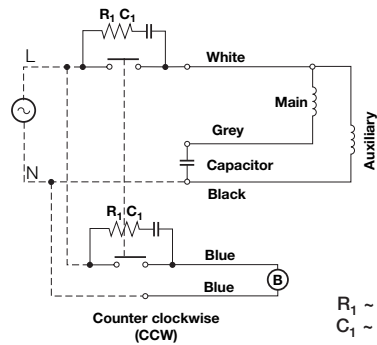 R1 C1
L
White
Main
Auxiliary
Grey
Capacitor
N
Black
R1 C1
Blue
Blue
B
R1 ~
C1 ~
Counter clockwise
(CCW)